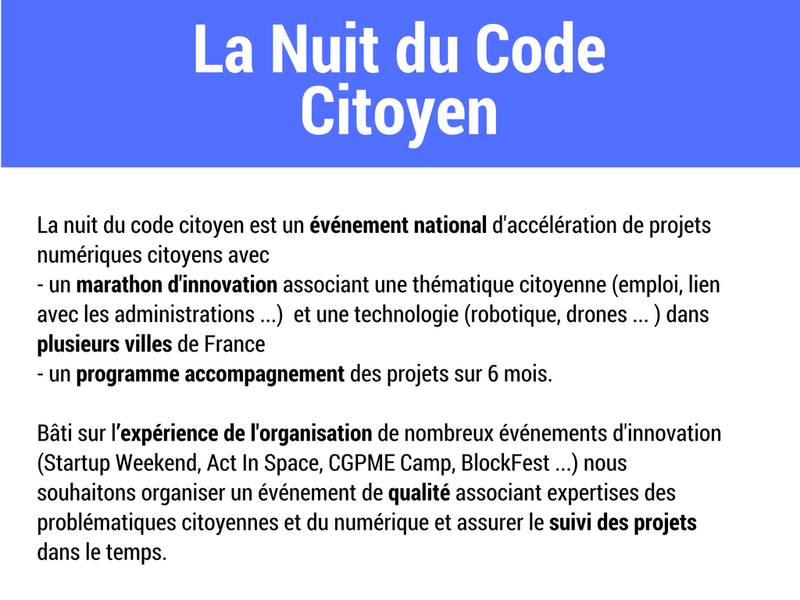 La Nuit du Code
Citoyen
La nuit du code citoyen est un événement national d'accélération de projets
numériques citoyens avec
- un marathon d'innovation associant une thématique citoyenne (emploi, lien
avec les administrations ...)  et une technologie (robotique, drones ... ) dans
plusieurs villes de France
- un programme accompagnement des projets sur 6 mois.
Bâti sur l’expérience de l'organisation de nombreux événements d'innovation
(Startup Weekend, Act In Space, CGPME Camp, BlockFest ...) nous
souhaitons organiser un événement de qualité associant expertises des
problématiques citoyennes et du numérique et assurer le suivi des projets
dans le temps.